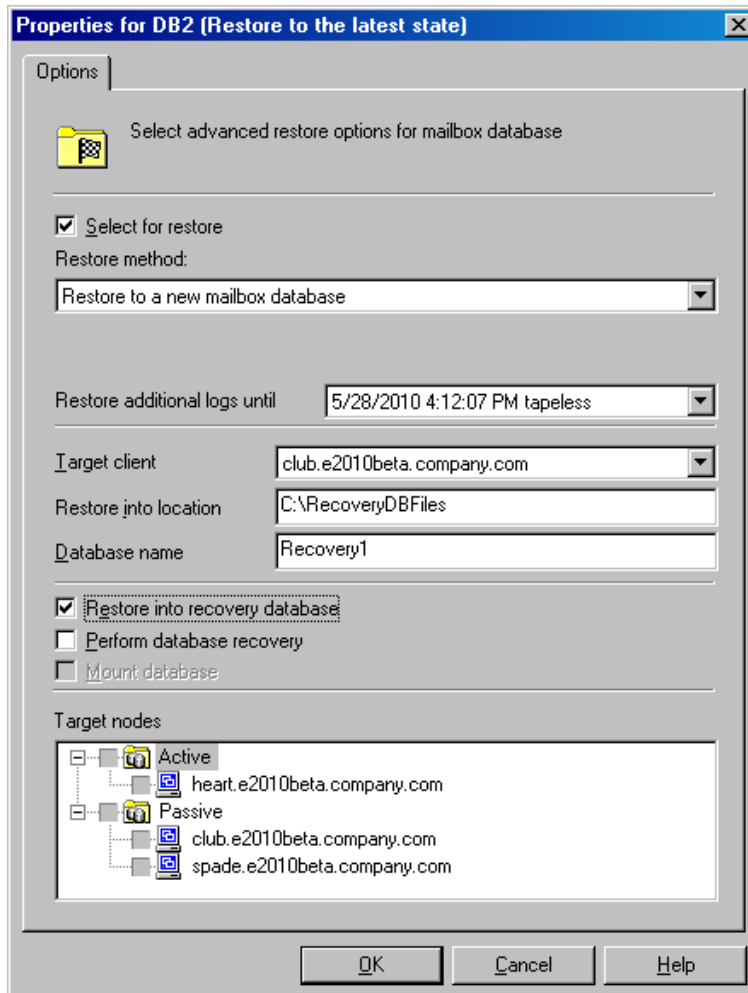 Properties for DB2 (Restore to the latest state)
Options
Select advanced restore options for mailbox database
Select for restore
Restore method:
Restore to a new mailbox database
Restore additional logs until 5/28/2010 4:12:07 PM tapeless
Target client club.e2010beta.company.com
Restore into location C:\RecoveryDBFiles
Database name Recovery1
Restore into recovery database
Perform database recovery
Mount database
Target nodes
Active
heart.e2010beta.company.com
Passive
club.e2010beta.company.com
spade.e2010beta.company.com
OK Cancel Help